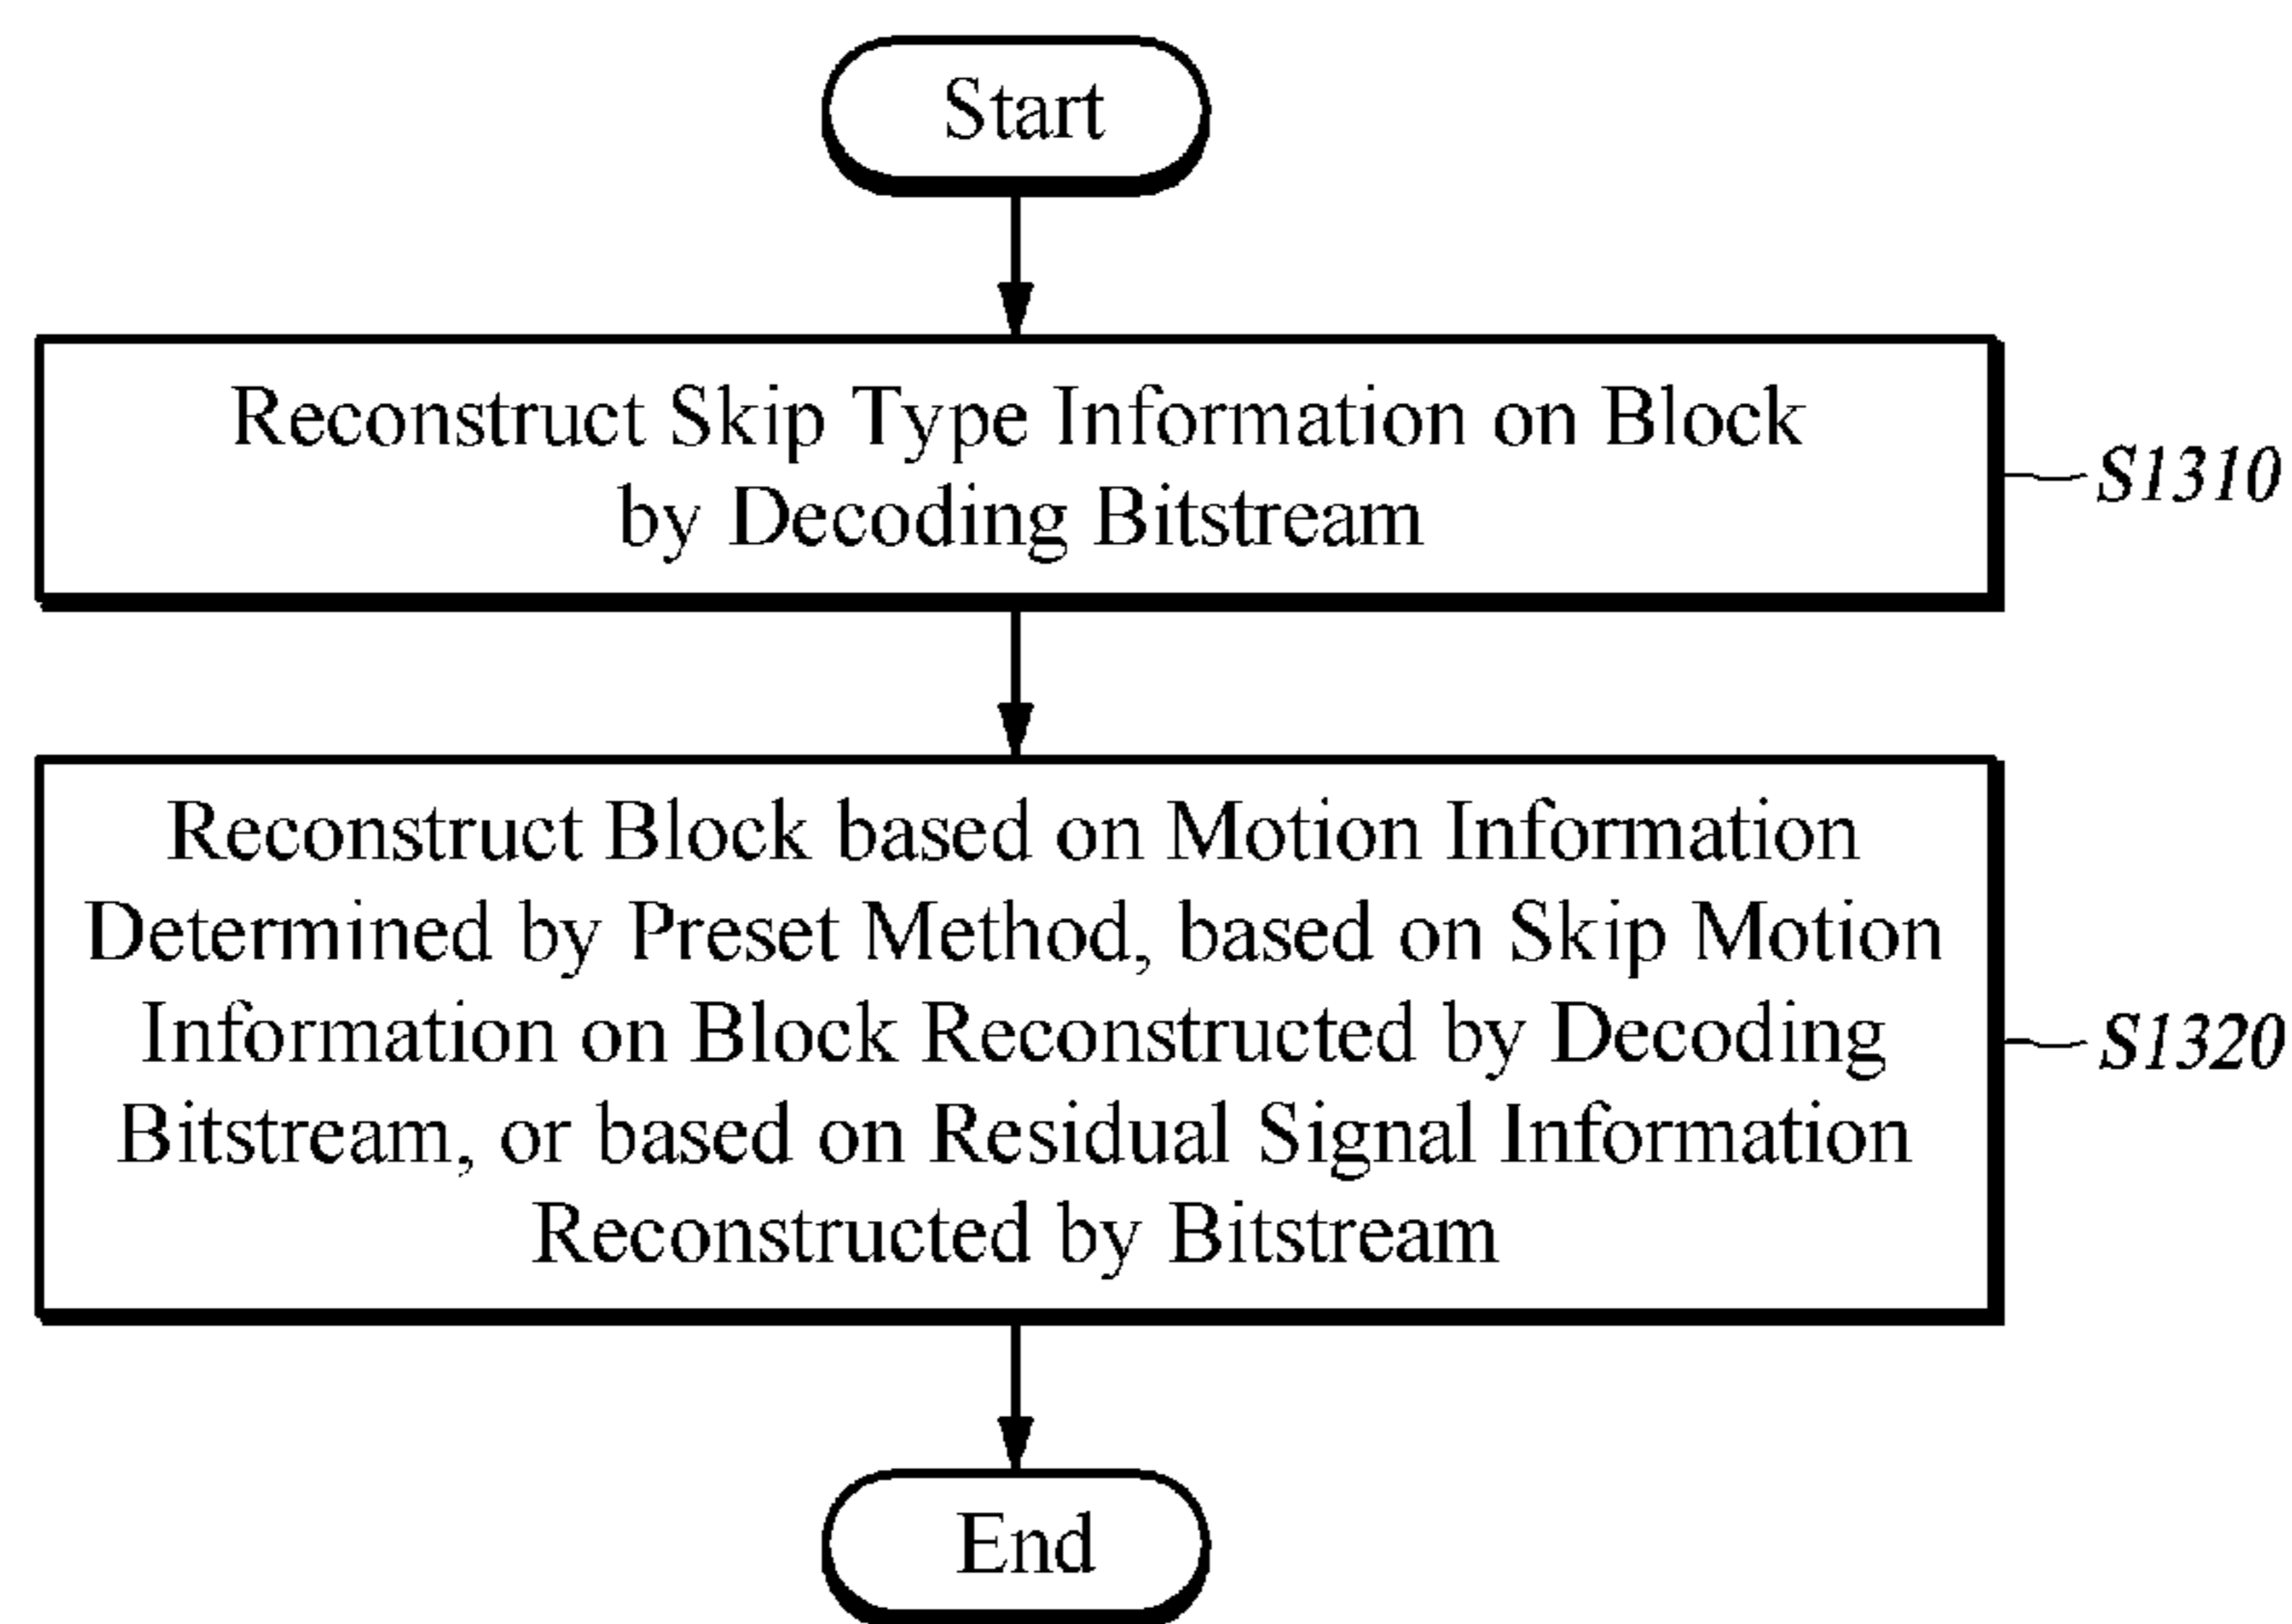 Start
Reconstruct Skip Type Information on Block
by Decoding Bitstream
S1310
Reconstruct Block based on Motion Information
Determined by Preset Method, based on Skip Motion
Information on Block Reconstructed by Decoding
Bitstream, or based on Residual Signal Information
Reconstructed by Bitstream
S1320
End